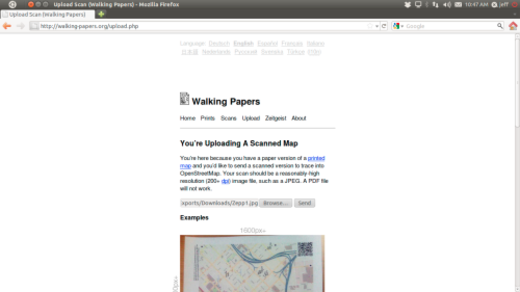 Upload Scan (Walking Papers) - Mozilla Firefox
10:47 AM jeff
Upload Scan (Walking Papers)
http://walking-papers.org/upload.php
Google
Language: Deutsch English Español Français Italiano
日本語 Nederlands Русский Svenska Türkçe
Walking Papers
Home Prints Scans Upload Zeitgeist About
You're Uploading A Scanned Map
You're here because you have a paper version of a printed
map and you'd like to send a scanned version to trace into
OpenStreetMap. Your scan should be a reasonably-high
resolution (200+ dpi) image file, such as a JPEG. A PDF file
will not work.
xports/Downloads/Zepp1.jpg Browse... Send
Examples
1600px+